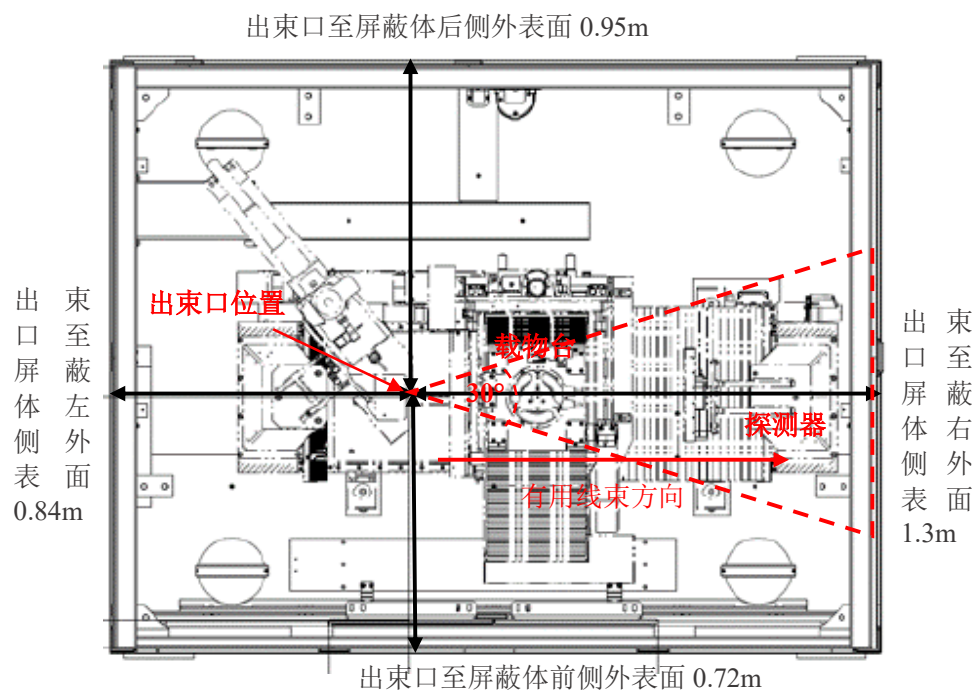 出束口至屏蔽体后侧外表面 0.95m
出束口位置
载物台
30°
探测器
有用线束方向
出束
口至
屏蔽
体左
侧外
表面
0.84m
出束
口至
屏蔽
体右
侧外
表面
1.3m
出束口至屏蔽体前侧外表面 0.72m